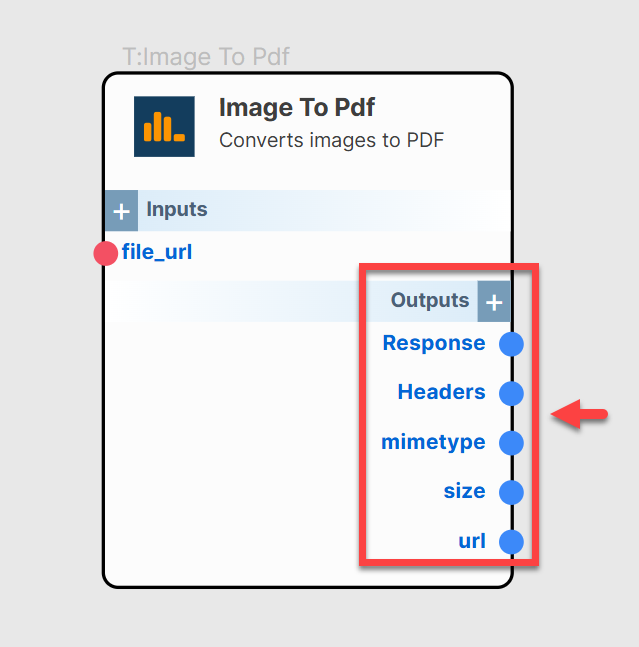 T:Image To Pdf
Image To Pdf
Converts images to PDF
+ Inputs
file_url
Outputs +
Response
Headers
mimetype
size
url